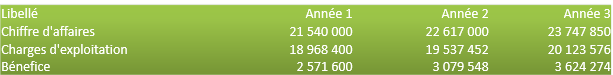 Libellé Année 1 Année 2 Année 3
Chiffre d'affaires 21 540 000 22 617 000 23 747 850
Charges d'exploitation 18 968 400 19 537 452 20 123 576
Bénefice 2 571 600 3 079 548 3 624 274